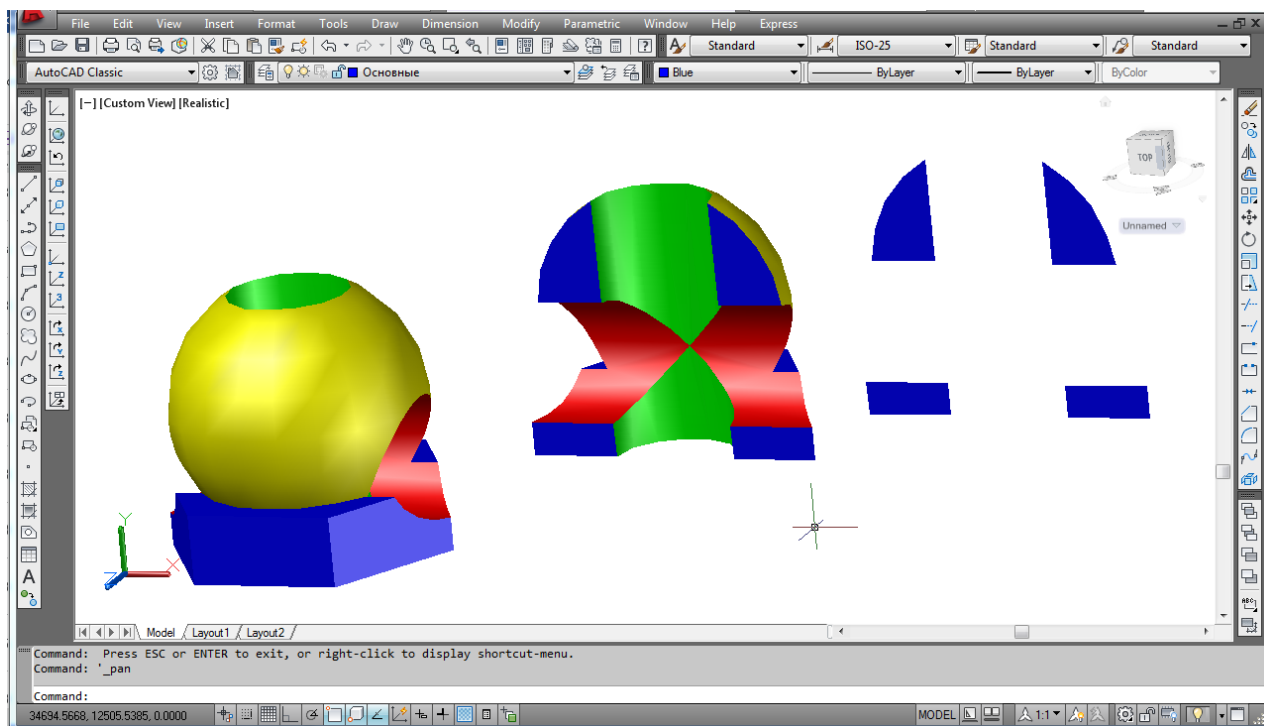 File Edit View Insert Format Tools Draw Dimension Modify Parametric Window Help Express
Standard ISO-25 Standard Standard
AutoCAD Classic Основные Blue ByLayer ByLayer ByColor
[−] [Custom View] [Realistic]
TOP
Unnamed
Y
X
Z
Model Layout1 Layout2
Command: Press ESC or ENTER to exit, or right-click to display shortcut-menu.
Command: '_pan
Command:
34694.5668, 12505.5385, 0.0000 MODEL 1:1